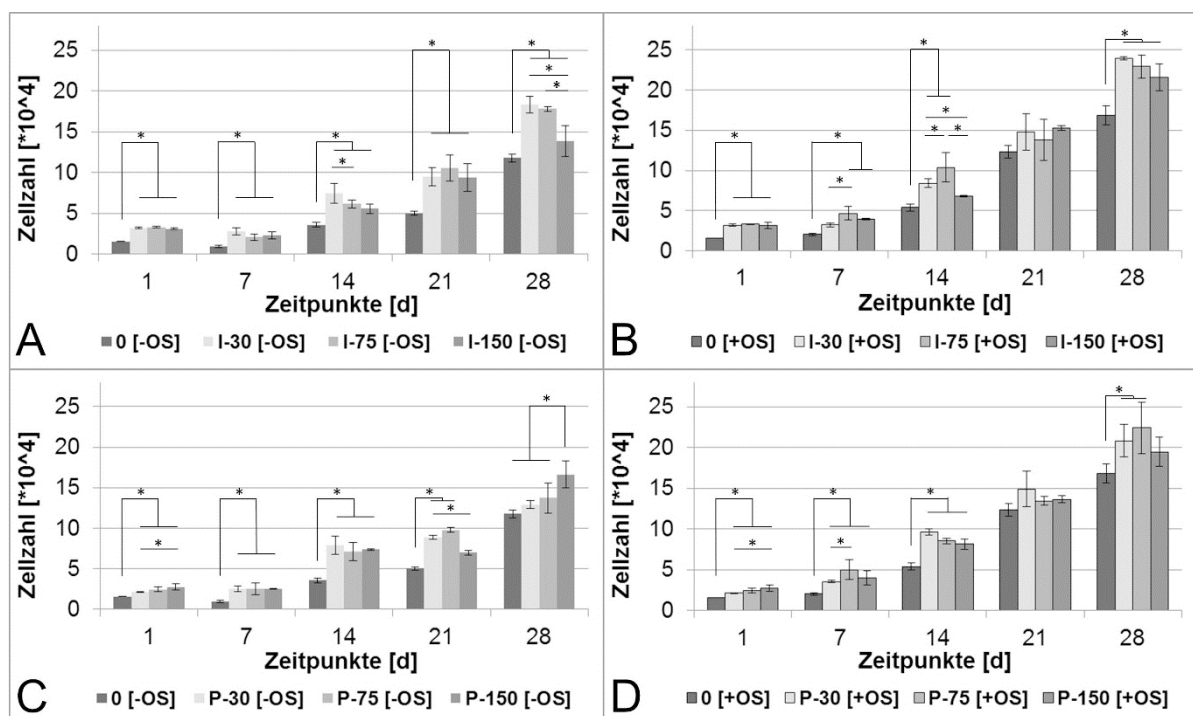 25
20
15
10
5
0
Zellzahl [*10^4]
* * * * * * * *
1 7 14 21 28
Zeitpunkte [d]
A
0 [-OS] I-30 [-OS] I-75 [-OS] I-150 [-OS]
25
20
15
10
5
0
Zellzahl [*10^4]
* * * * * * * *
1 7 14 21 28
Zeitpunkte [d]
B
0 [+OS] I-30 [+OS] I-75 [+OS] I-150 [+OS]
25
20
15
10
5
0
Zellzahl [*10^4]
* * * * * * *
1 7 14 21 28
Zeitpunkte [d]
C
0 [-OS] P-30 [-OS] P-75 [-OS] P-150 [-OS]
25
20
15
10
5
0
Zellzahl [*10^4]
* * * * * *
1 7 14 21 28
Zeitpunkte [d]
D
0 [+OS] P-30 [+OS] P-75 [+OS] P-150 [+OS]